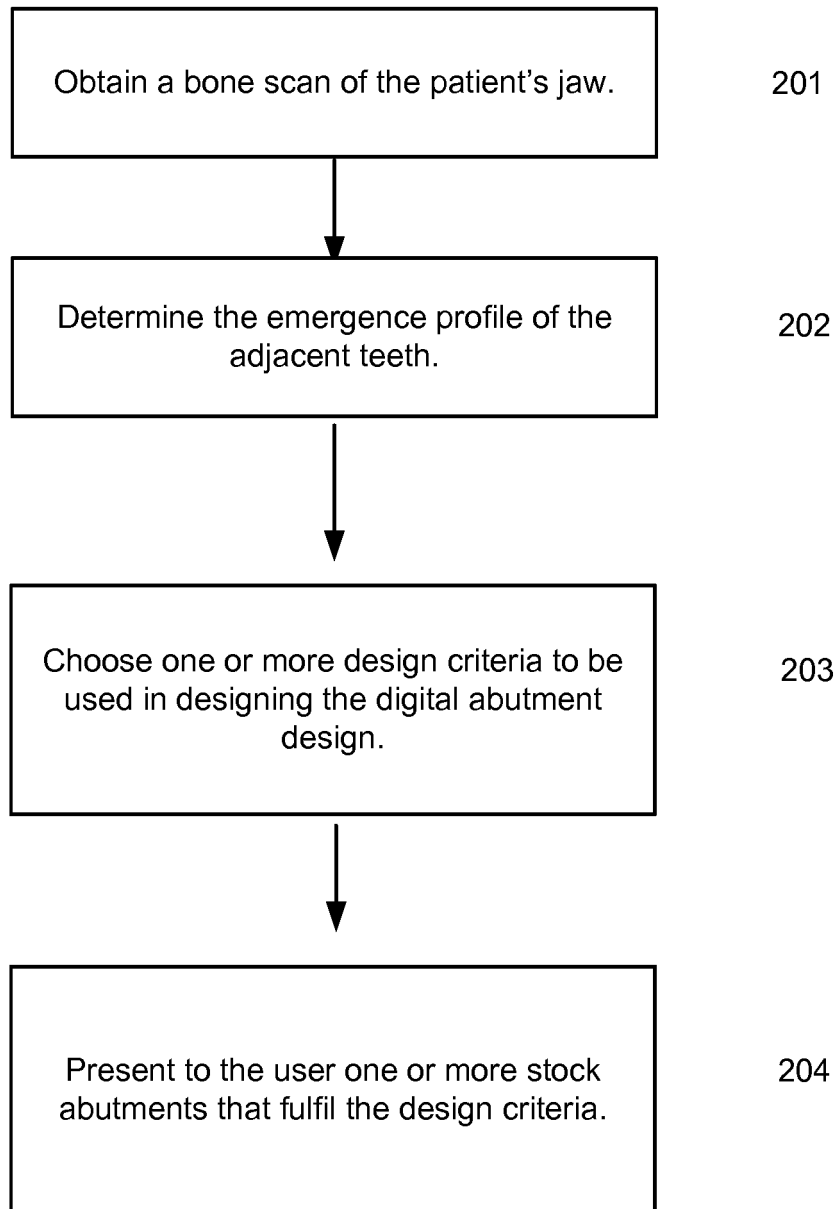 Obtain a bone scan of the patient’s jaw.
201
Determine the emergence profile of the
adjacent teeth.
202
Choose one or more design criteria to be
used in designing the digital abutment
design.
203
Present to the user one or more stock
abutments that fulfil the design criteria.
204